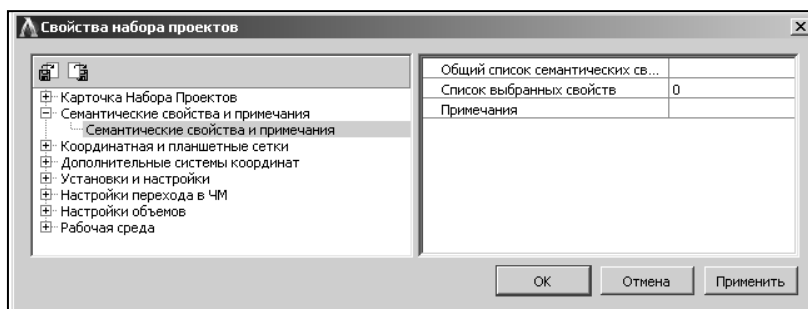 Свойства набора проектов
Карточка Набора Проектов
Семантические свойства и примечания
Семантические свойства и примечания
Координатная и планшетные сетки
Дополнительные системы координат
Установки и настройки
Настройки перехода в ЧМ
Настройки объемов
Рабочая среда
Общий список семантических св...
Список выбранных свойств 0
Примечания
ОК Отмена Применить